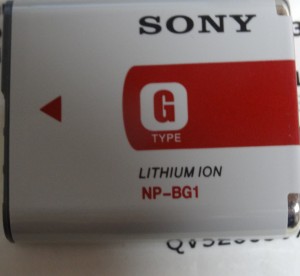 SONY
G
TYPE
LITHIUM ION
NP-BG1